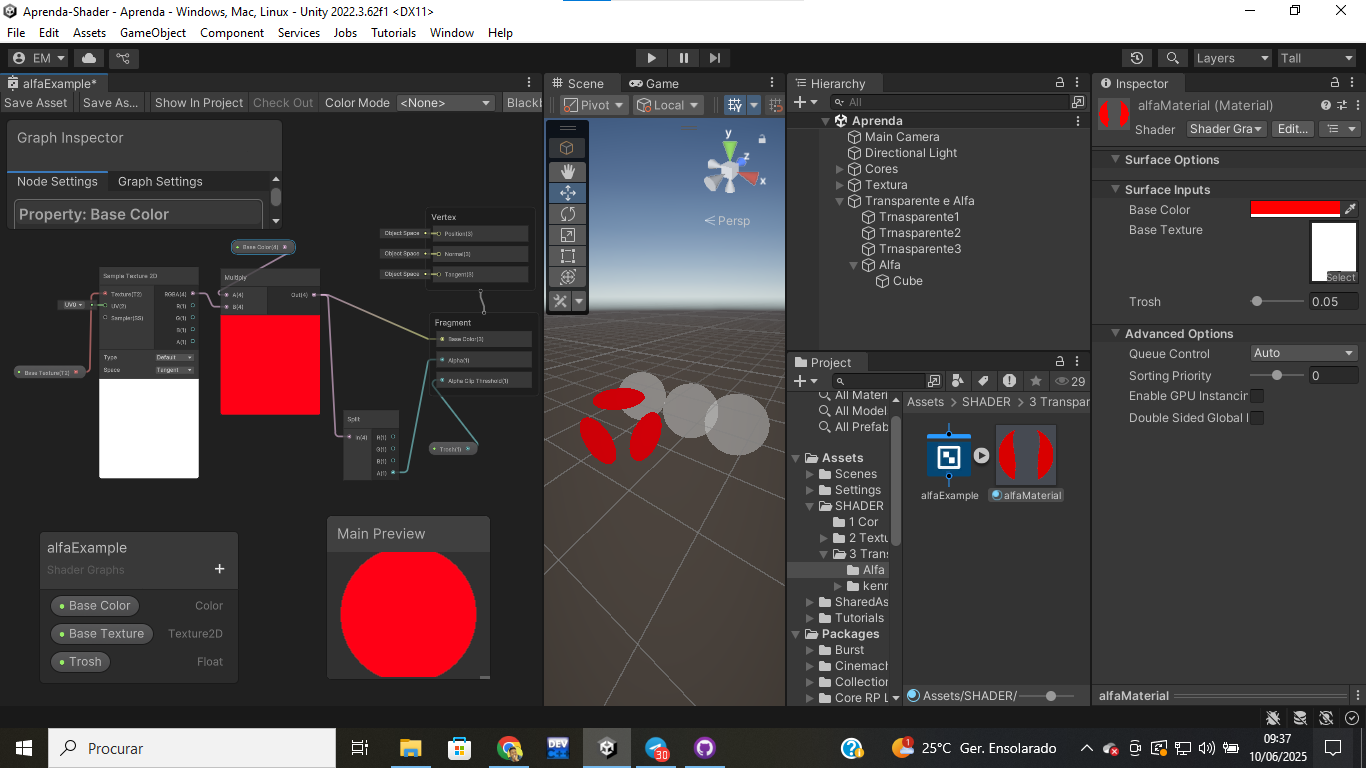 Aprenda-Shader - Aprenda - Windows, Mac, Linux - Unity 2022.3.62f1 <DX11>
File Edit Assets GameObject Component Services Jobs Tutorials Window Help
EM
Layers
Tall
alfaExample*
Save Asset Save As... Show In Project Check Out Color Mode <None> Blackb
Graph Inspector
Node Settings Graph Settings
Property: Base Color
Base Color(4)
Sample Texture 2D
Texture(T2) RGBA(4)
UV0
UV(2) R(1)
Sampler(SS) G(1)
B(1)
A(1)
Type Default
Space Tangent
Base Texture(T2)
Multiply
A(4) Out(4)
B(4)
Vertex
Object Space Position(3)
Object Space Normal(3)
Object Space Tangent(3)
Fragment
Base Color(3)
Alpha(1)
Alpha Clip Threshold(1)
Split
In(4) R(1)
G(1)
B(1)
A(1)
Trosh(1)
alfaExample
Shader Graphs
+
Base Color Color
Base Texture Texture2D
Trosh Float
Main Preview
Scene Game
Pivot Local
y
z
x
Persp
Hierarchy
All
Aprenda
Main Camera
Directional Light
Cores
Textura
Transparente e Alfa
Trnasparente1
Trnasparente2
Trnasparente3
Alfa
Cube
Project
29
All Materi
All Model
All Prefab
Assets
Scenes
Settings
SHADER
1 Cor
2 Textu
3 Trans
Alfa
kenn
SharedAs
Tutorials
Packages
Burst
Cinemach
Collection
Core RP L
Assets > SHADER > 3 Transpar
alfaExample
alfaMaterial
Assets/SHADER/
Inspector
alfaMaterial (Material)
Shader Shader Gra Edit...
Surface Options
Surface Inputs
Base Color
Base Texture
Select
Trosh 0.05
Advanced Options
Queue Control Auto
Sorting Priority 0
Enable GPU Instancin
Double Sided Global I
alfaMaterial
Procurar
DEV
30
1
25°C Ger. Ensolarado
09:37
10/06/2025